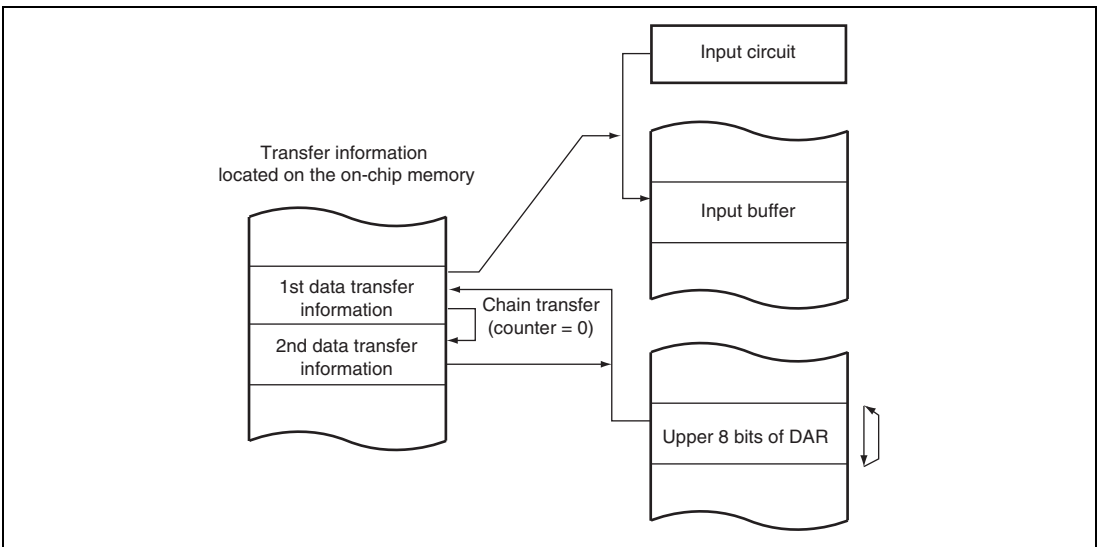 Input circuit
Transfer information
located on the on-chip memory
Input buffer
1st data transfer
information
Chain transfer
(counter = 0)
2nd data transfer
information
Upper 8 bits of DAR